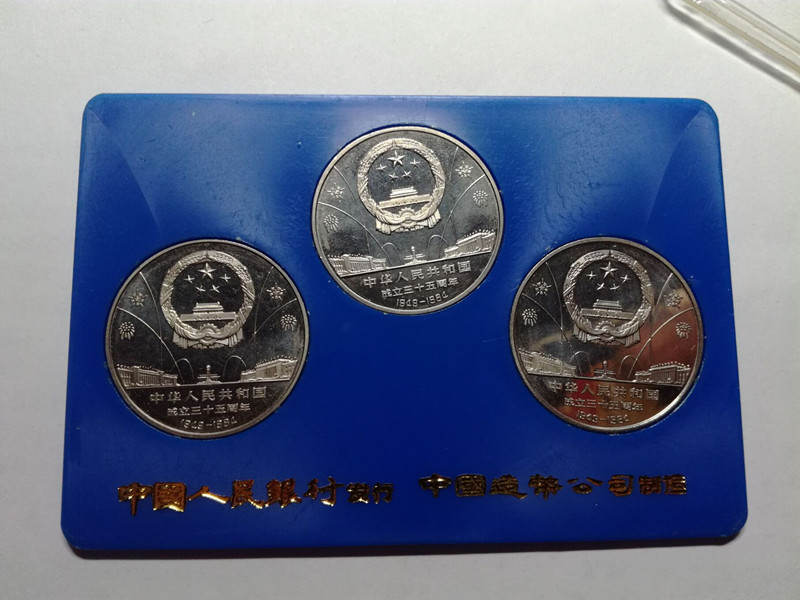 中华人民共和国
成立三十五周年
1949-1984
中华人民共和国
成立三十五周年
1949-1984
中华人民共和国
成立三十五周年
1949-1984
中國人民銀行发行 中國造幣公司制造